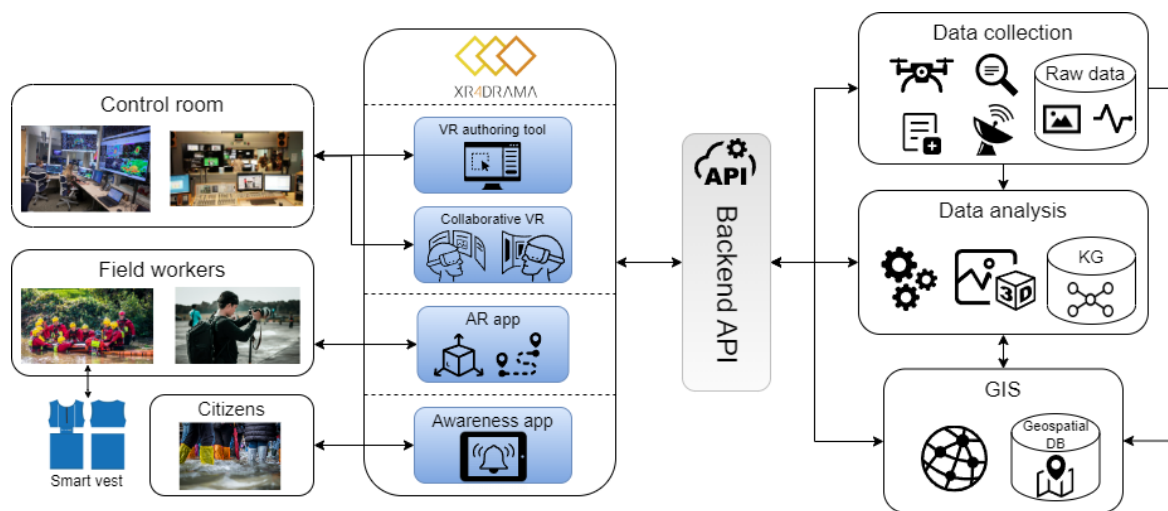 Control room
Field workers
Smart vest
Citizens
XR4DRAMA
VR authoring tool
Collaborative VR
AR app
Awareness app
API
Backend API
Data collection
Raw data
Data analysis
3D
KG
GIS
Geospatial
DB